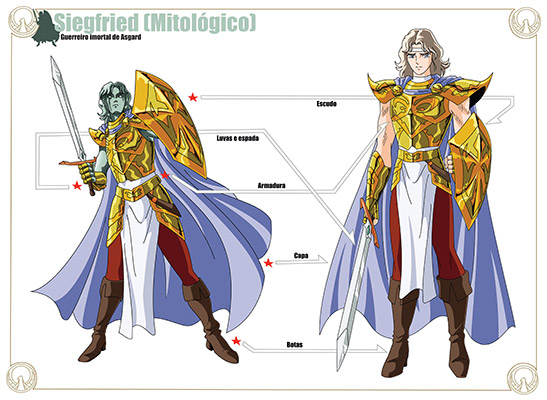 Siegfried (Mitológico)
Guerreiro imortal de Asgard
Escudo
Luvas e espada
Armadura
Capa
Botas